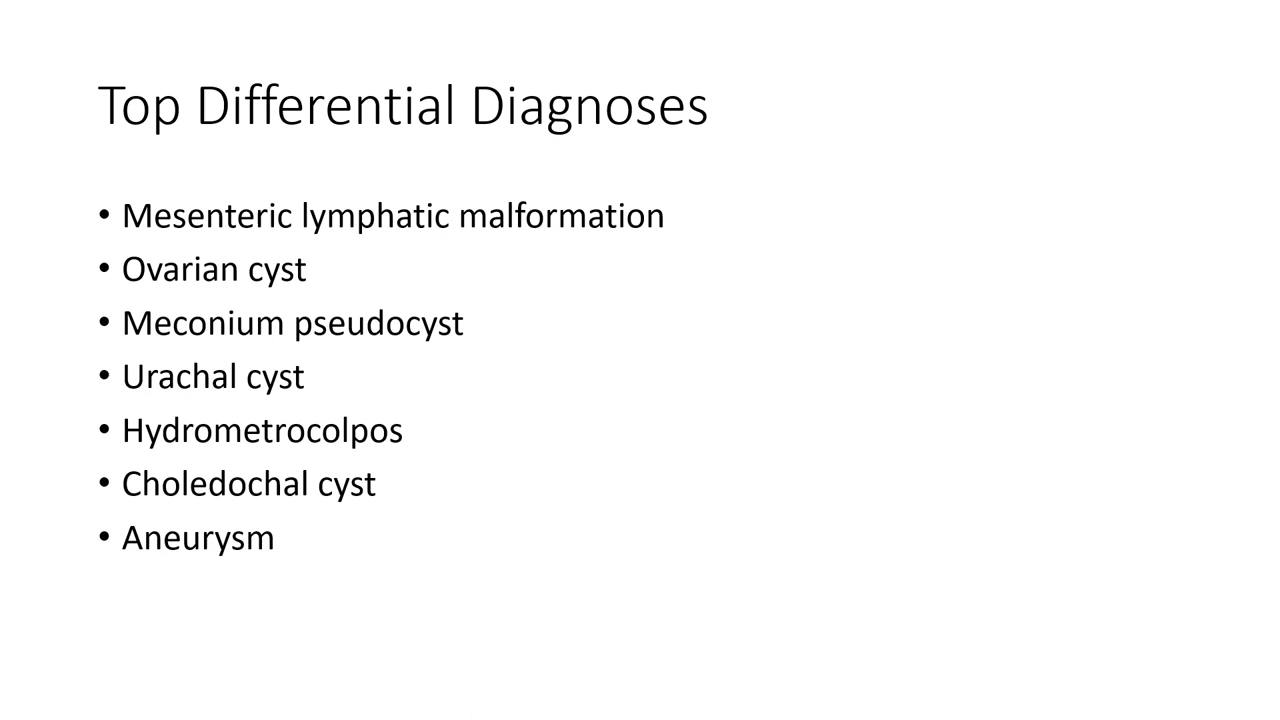 Top Differential Diagnoses
• Mesenteric lymphatic malformation
• Ovarian cyst
• Meconium pseudocyst
• Urachal cyst
• Hydrometrocolpos
• Choledochal cyst
• Aneurysm